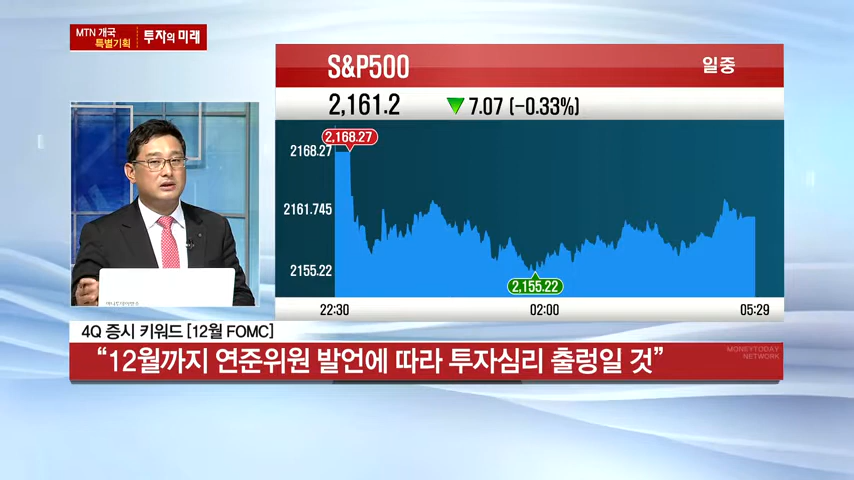 MTN 개국
특별기획
투자의 미래
S&P500
일중
2,161.2 ▼ 7.07 (-0.33%)
2,168.27
2168.27
2161.745
2155.22
2,155.22
22:30 02:00 05:29
4Q 증시 키워드 [12월 FOMC]
“12월까지 연준위원 발언에 따라 투자심리 출렁일 것”
MONEYTODAY
NETWORK